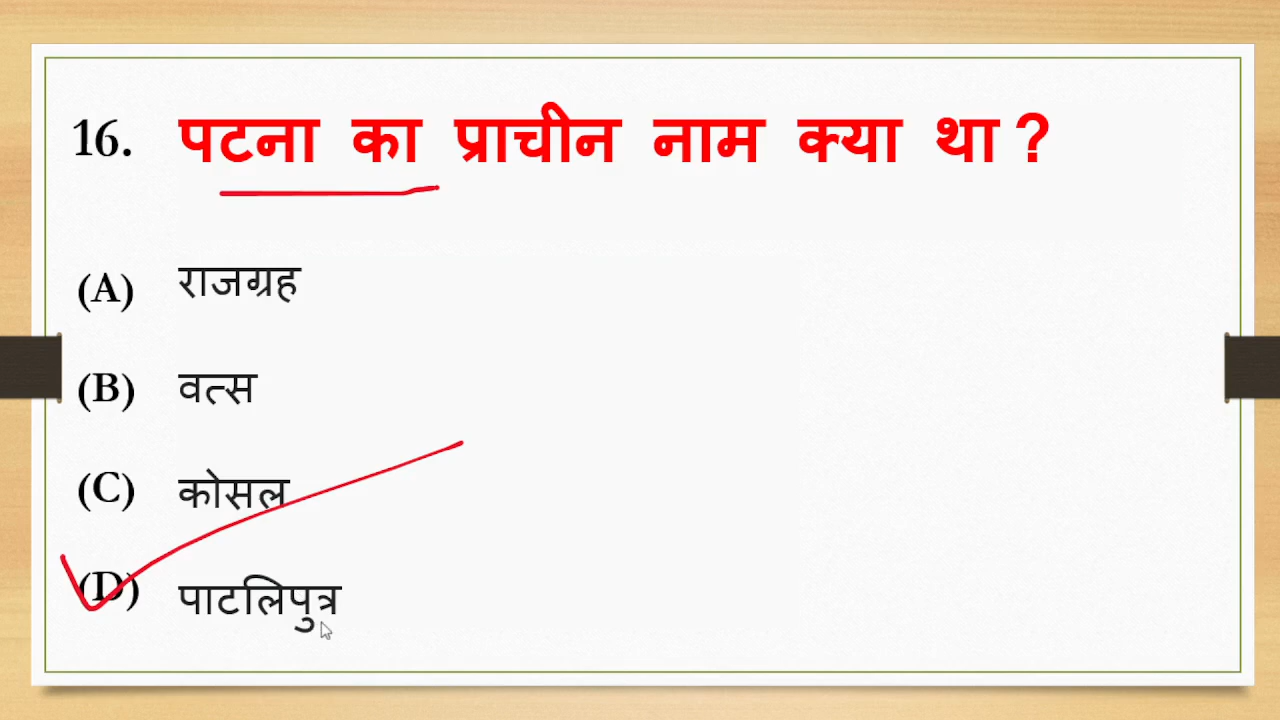 16. पटना का प्राचीन नाम क्या था ?
(A) राजग्रह
(B) वत्स
(C) कोसल
(D) पाटलिपुत्र